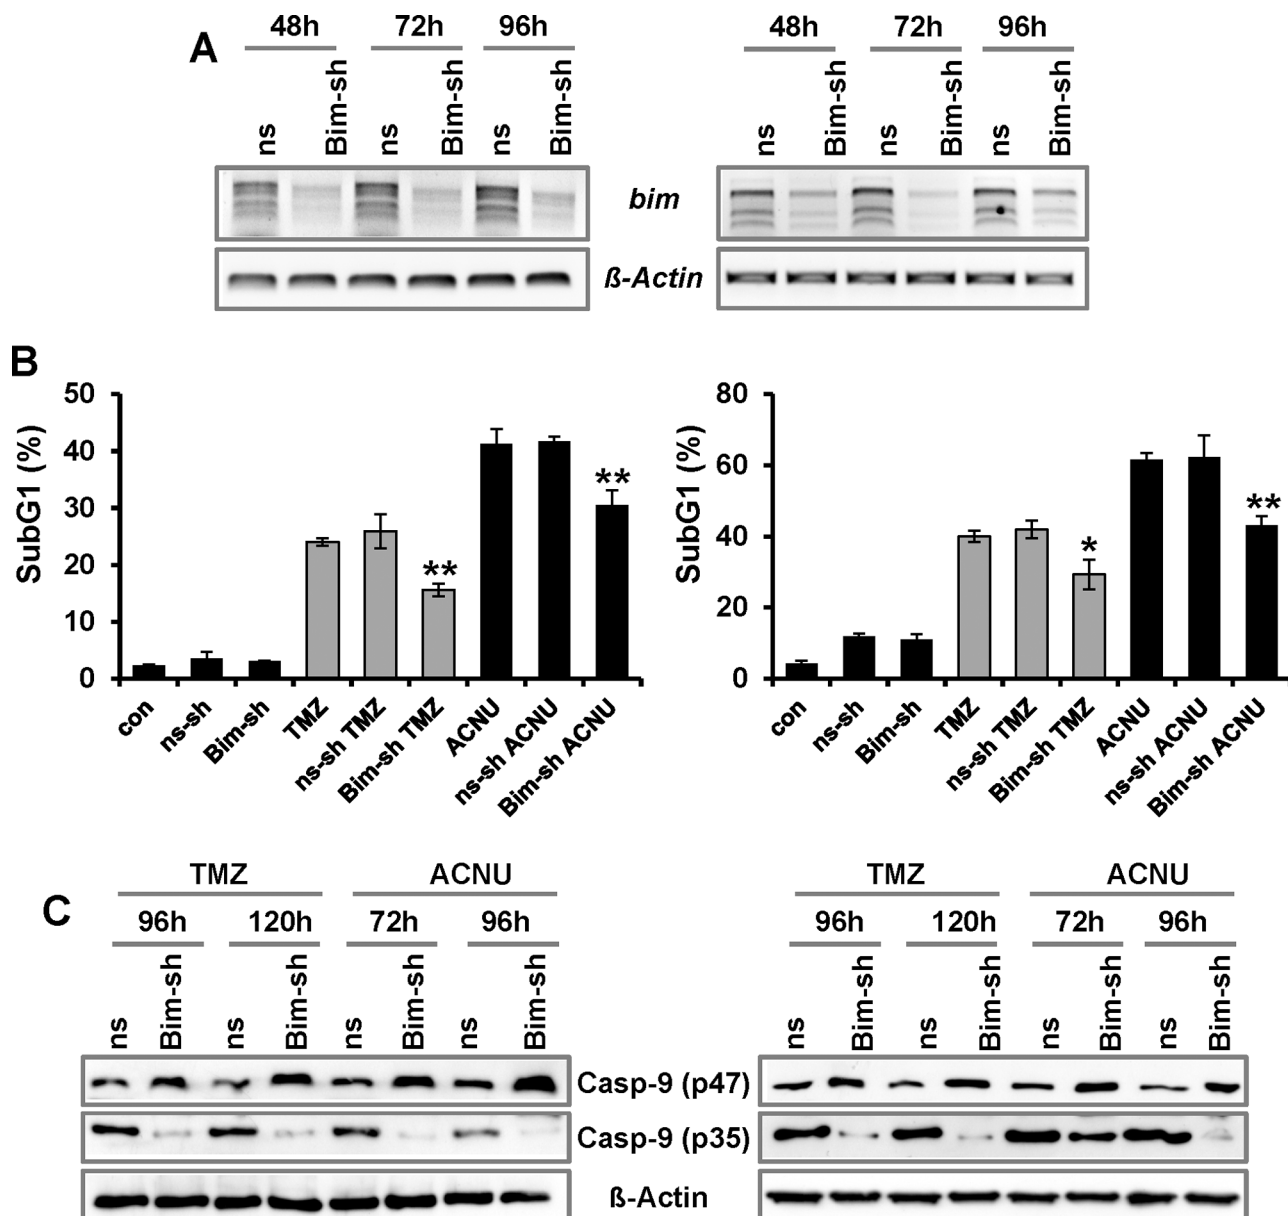 A
48h 72h 96h 48h 72h 96h
ns Bim-sh ns Bim-sh ns Bim-sh ns Bim-sh ns Bim-sh ns Bim-sh
bim
ß-Actin
B
SubG1 (%)
50
40
30
20
10
0
** **
con ns-sh Bim-sh TMZ ns-sh TMZ Bim-sh TMZ ACNU ns-sh ACNU Bim-sh ACNU
SubG1 (%)
80
60
40
20
0
* **
con ns-sh Bim-sh TMZ ns-sh TMZ Bim-sh TMZ ACNU ns-sh ACNU Bim-sh ACNU
C
TMZ ACNU TMZ ACNU
96h 120h 72h 96h 96h 120h 72h 96h
ns Bim-sh ns Bim-sh ns Bim-sh ns Bim-sh ns Bim-sh ns Bim-sh ns Bim-sh ns Bim-sh
Casp-9 (p47)
Casp-9 (p35)
ß-Actin